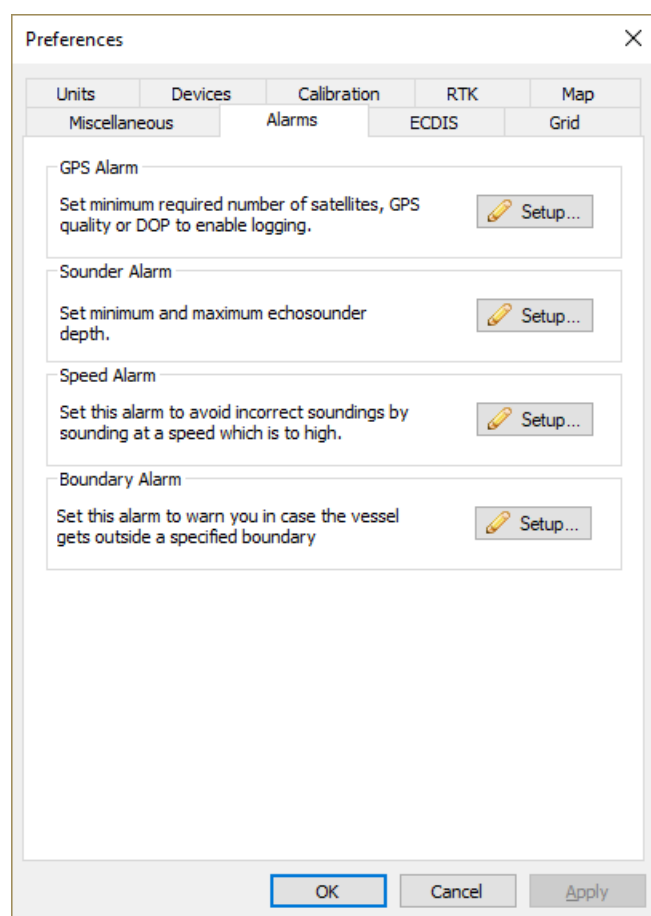 Preferences
Units Devices Calibration RTK Map
Miscellaneous Alarms ECDIS Grid
GPS Alarm
Set minimum required number of satellites, GPS
quality or DOP to enable logging.
Setup...
Sounder Alarm
Set minimum and maximum echosounder
depth.
Setup...
Speed Alarm
Set this alarm to avoid incorrect soundings by
sounding at a speed which is to high.
Setup...
Boundary Alarm
Set this alarm to warn you in case the vessel
gets outside a specified boundary
Setup...
OK Cancel Apply